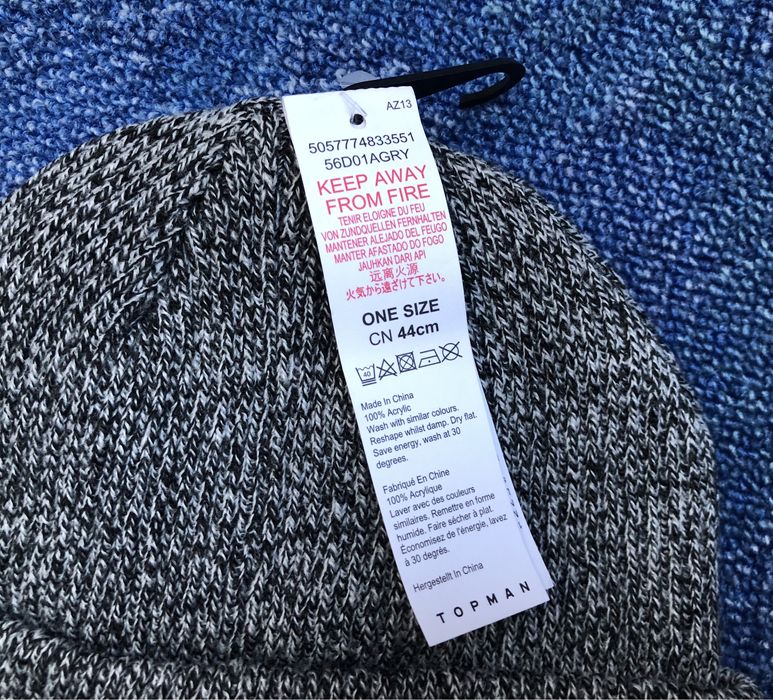 AZ13
5057774833551
56D01AGRY
KEEP AWAY
FROM FIRE
TENIR ELOIGNE DU FEU
VON ZUNDQUELLEN FERNHALTEN
MANTENER ALEJADO DEL FEUGO
MANTER AFASTADO DO FOGO
JAUHKAN DARI API
远离火源
火気から遠ざけて下さい。
ONE SIZE
CN 44cm
40
Made In China
100% Acrylic
Wash with similar colours.
Reshape whilst damp. Dry flat.
Save energy, wash at 30
degrees.
Fabriqué En Chine
100% Acrylique
Laver avec des couleurs
similaires. Remettre en forme
humide. Faire sécher à plat.
Économisez de l'énergie, lavez
à 30 degrés.
Hergestellt In China
TOPMAN